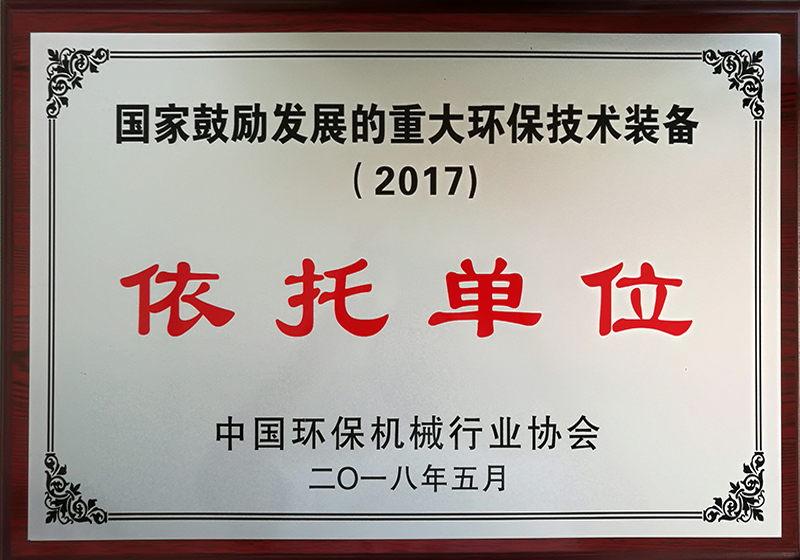 国家鼓励发展的重大环保技术装备
（2017）
依托单位
中国环保机械行业协会
二〇一八年五月